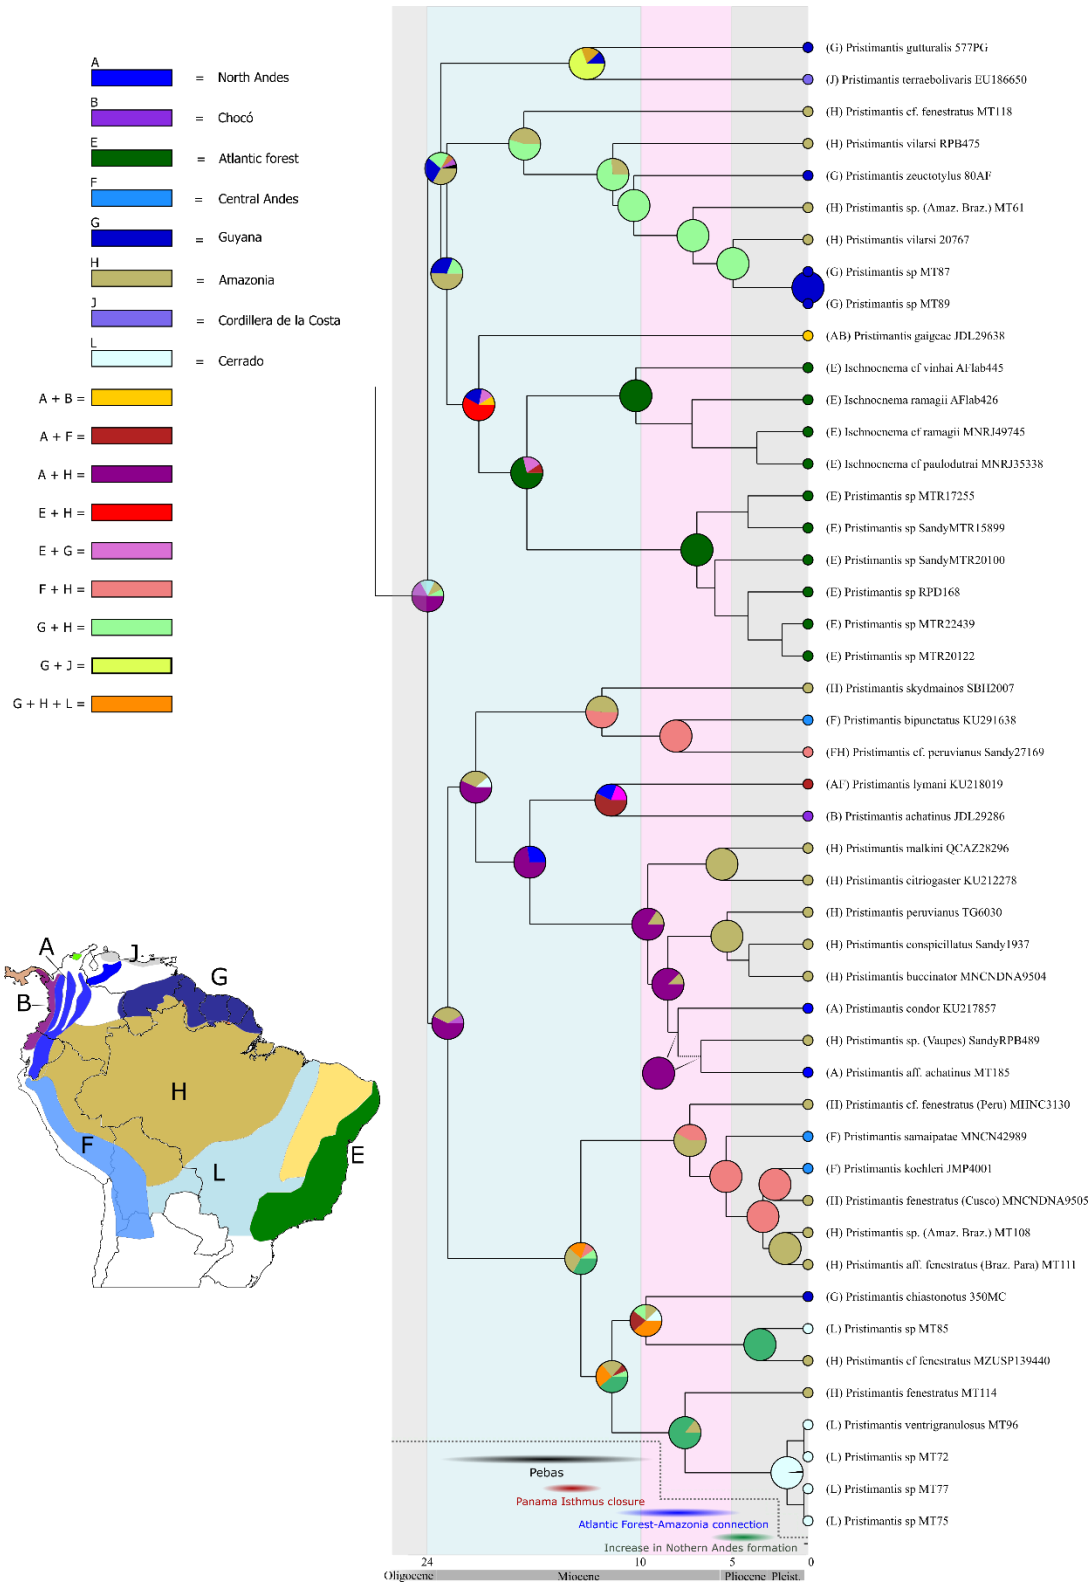 A
= North Andes
B
= Chocó
E
= Atlantic forest
F
= Central Andes
G
= Guyana
H
= Amazonia
J
= Cordillera de la Costa
L
= Cerrado
A + B =
A + F =
A + H =
E + H =
E + G =
F + H =
G + H =
G + J =
G + H + L =
A
J
G
B
H
F
L
E
(G) Pristimantis gutturalis 577PG
(J) Pristimantis terraebolivaris EU186650
(H) Pristimantis cf. fenestratus MT118
(H) Pristimantis vilarsi RPB475
(G) Pristimantis zeuctotylus 80AF
(H) Pristimantis sp. (Amaz. Braz.) MT61
(H) Pristimantis vilarsi 20767
(G) Pristimantis sp MT87
(G) Pristimantis sp MT89
(AB) Pristimantis gaigeae JDL29638
(E) Ischnocnema cf vinhai AFlab445
(E) Ischnocnema ramagii AFlab426
(E) Ischnocnema cf ramagii MNRJ49745
(E) Ischnocnema cf paulodutrai MNRJ35338
(E) Pristimantis sp MTR17255
(E) Pristimantis sp SandyMTR15899
(E) Pristimantis sp SandyMTR20100
(E) Pristimantis sp RPD168
(E) Pristimantis sp MTR22439
(E) Pristimantis sp MTR20122
(H) Pristimantis skydmainos SBH2007
(F) Pristimantis bipunctatus KU291638
(FH) Pristimantis cf. peruvianus Sandy27169
(AF) Pristimantis lymani KU218019
(B) Pristimantis achatinus JDL29286
(H) Pristimantis malkini QCAZ28296
(H) Pristimantis citriogaster KU212278
(H) Pristimantis peruvianus TG6030
(H) Pristimantis conspicillatus Sandy1937
(H) Pristimantis buccinator MNCNDNA9504
(A) Pristimantis condor KU217857
(H) Pristimantis sp. (Vaupes) SandyRPB489
(A) Pristimantis aff. achatinus MT185
(H) Pristimantis cf. fenestratus (Peru) MHNC3130
(F) Pristimantis samaipatae MNCN42989
(F) Pristimantis koehleri JMP4001
(H) Pristimantis fenestratus (Cusco) MNCNDNA9505
(H) Pristimantis sp. (Amaz. Braz.) MT108
(H) Pristimantis aff. fenestratus (Braz. Para) MT111
(G) Pristimantis chiastonotus 350MC
(L) Pristimantis sp MT85
(H) Pristimantis cf fenestratus MZUSP139440
(H) Pristimantis fenestratus MT114
(L) Pristimantis ventrigranulosus MT96
(L) Pristimantis sp MT72
(L) Pristimantis sp MT77
(L) Pristimantis sp MT75
Pebas
Panama Isthmus closure
Atlantic Forest-Amazonia connection
Increase in Nothern Andes formation
24 10 5 0
Oligocene Miocene Pliocene Pleist.